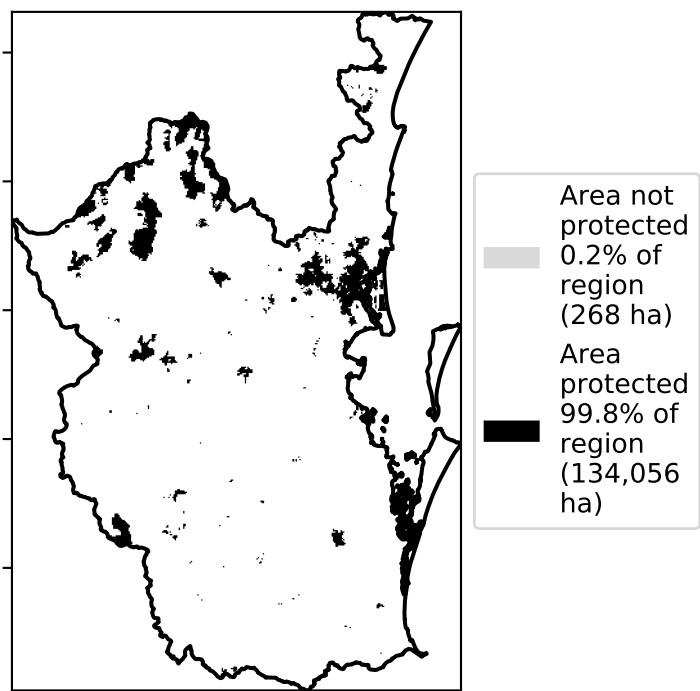 Area not
protected
0.2% of
region
(268 ha)
Area
protected
99.8% of
region
(134,056
ha)